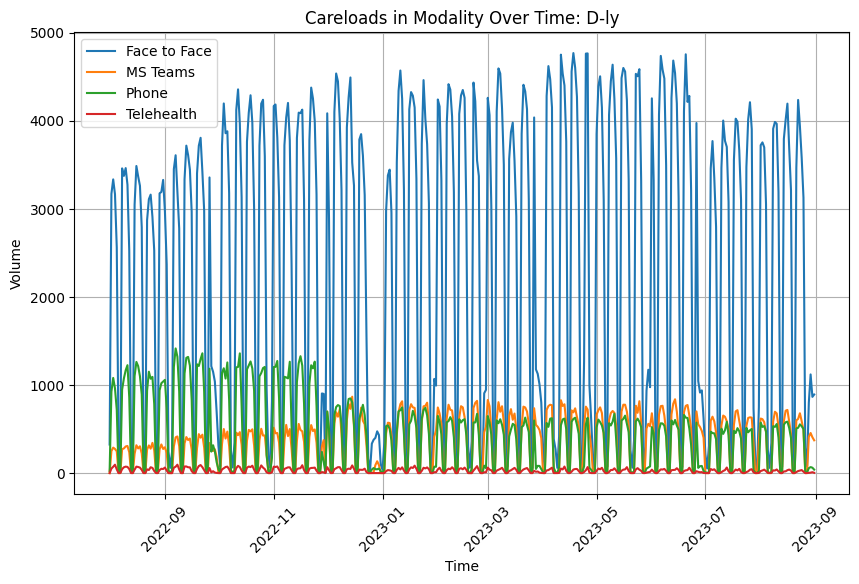 Careloads in Modality Over Time: D-ly
Face to Face
MS Teams
Phone
Telehealth
5000
4000
3000
2000
1000
0
Volume
2022-09
2022-11
2023-01
2023-03
2023-05
2023-07
2023-09
Time